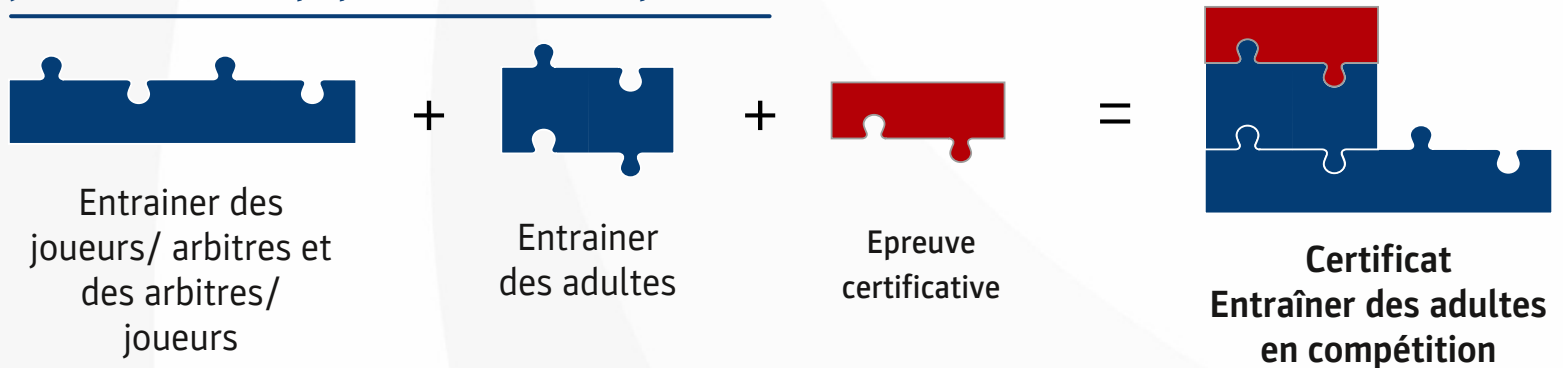 Entrainer des
joueurs/ arbitres et
des arbitres/
joueurs
+
Entrainer
des adultes
+
Epreuve
certificative
=
Certificat
Entraîner des adultes
en compétition